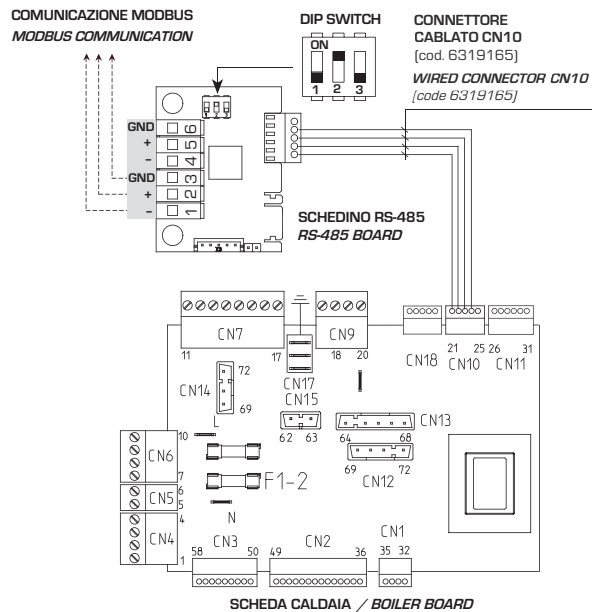 COMUNICAZIONE MODBUS
MODBUS COMMUNICATION
DIP SWITCH
ON
1 2 3
CONNETTORE
CABLATO CN10
(cod. 6319165)
WIRED CONNECTOR CN10
(code 6319165)
1 2 3
GND 6
+ 5
- 4
GND 3
+ 2
- 1
SCHEDINO RS-485
RS-485 BOARD
CN7
11 17
CN9
18 20
CN18
21 25
CN10
26 31
CN11
CN17
CN14
72
69
CN15
62 63
CN13
64 68
CN12
69 72
L
F1-2
N
10
CN6
7
6
CN5
5
4
CN4
1
58 CN3 50
49 CN2 36
CN1
35 32
SCHEDA CALDAIA / BOILER BOARD